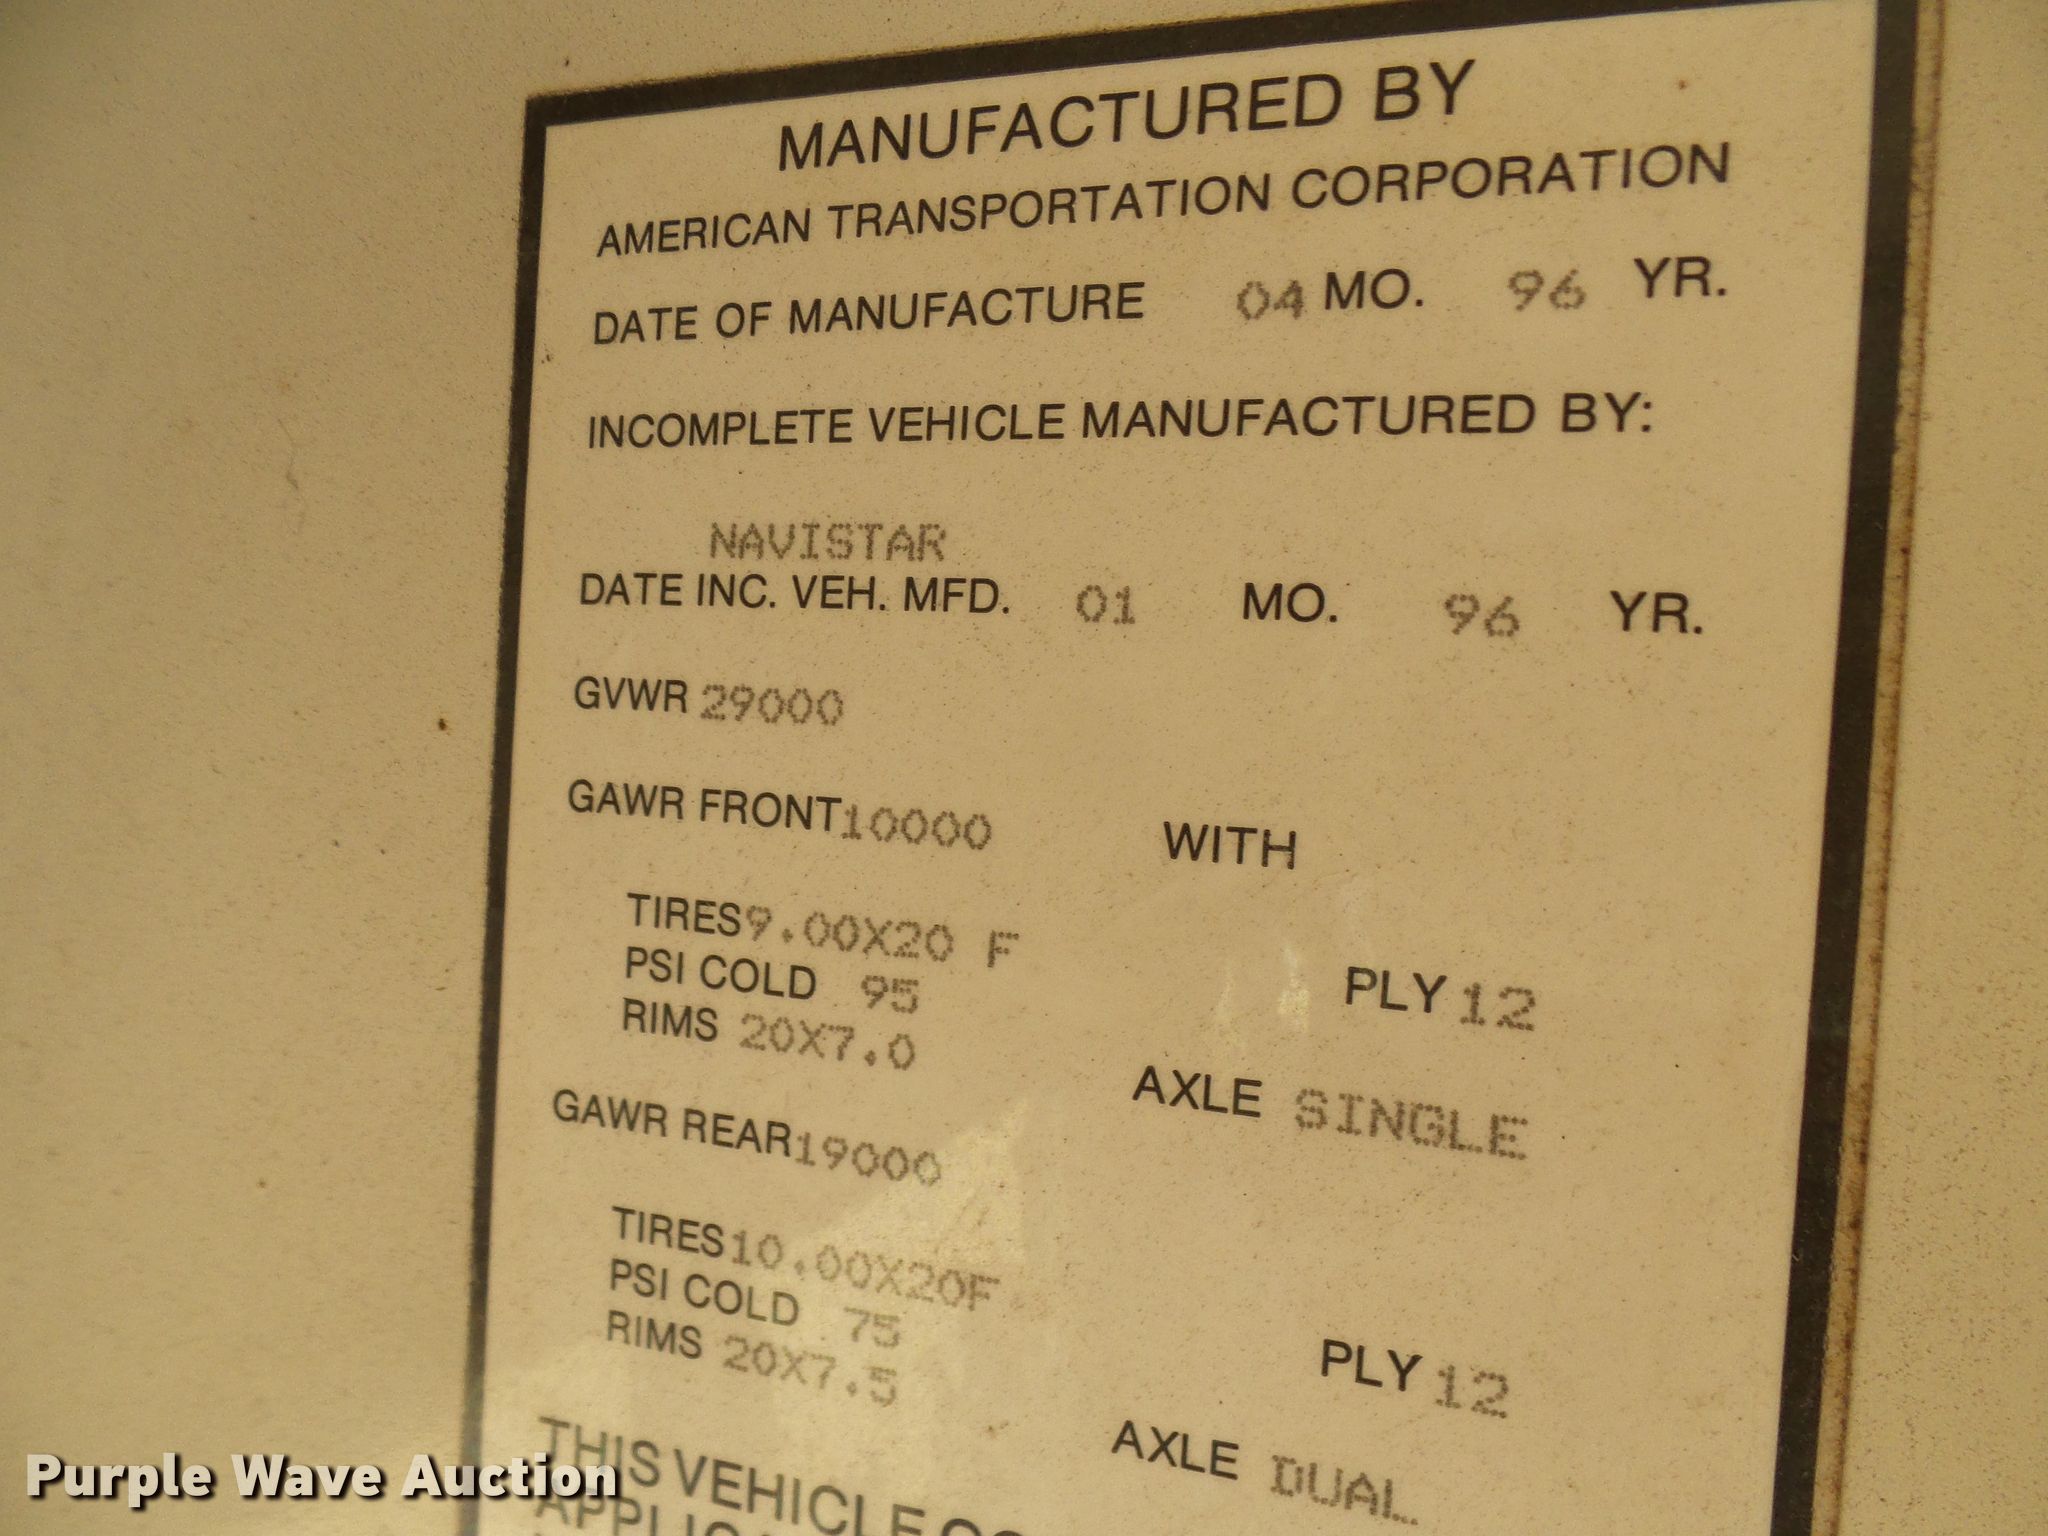 MANUFACTURED BY
AMERICAN TRANSPORTATION CORPORATION
DATE OF MANUFACTURE 04 MO. 96 YR.
INCOMPLETE VEHICLE MANUFACTURED BY:
NAVISTAR
DATE INC. VEH. MFD. 01 MO. 96 YR.
GVWR 29000
GAWR FRONT 10000 WITH
TIRES 9.00X20 F
PSI COLD 95 PLY 12
RIMS 20X7.0 AXLE SINGLE
GAWR REAR 19000
TIRES 10.00X20F
PSI COLD 75 PLY 12
RIMS 20X7.5 AXLE DUAL
THIS VEHICLE
Purple Wave Auction